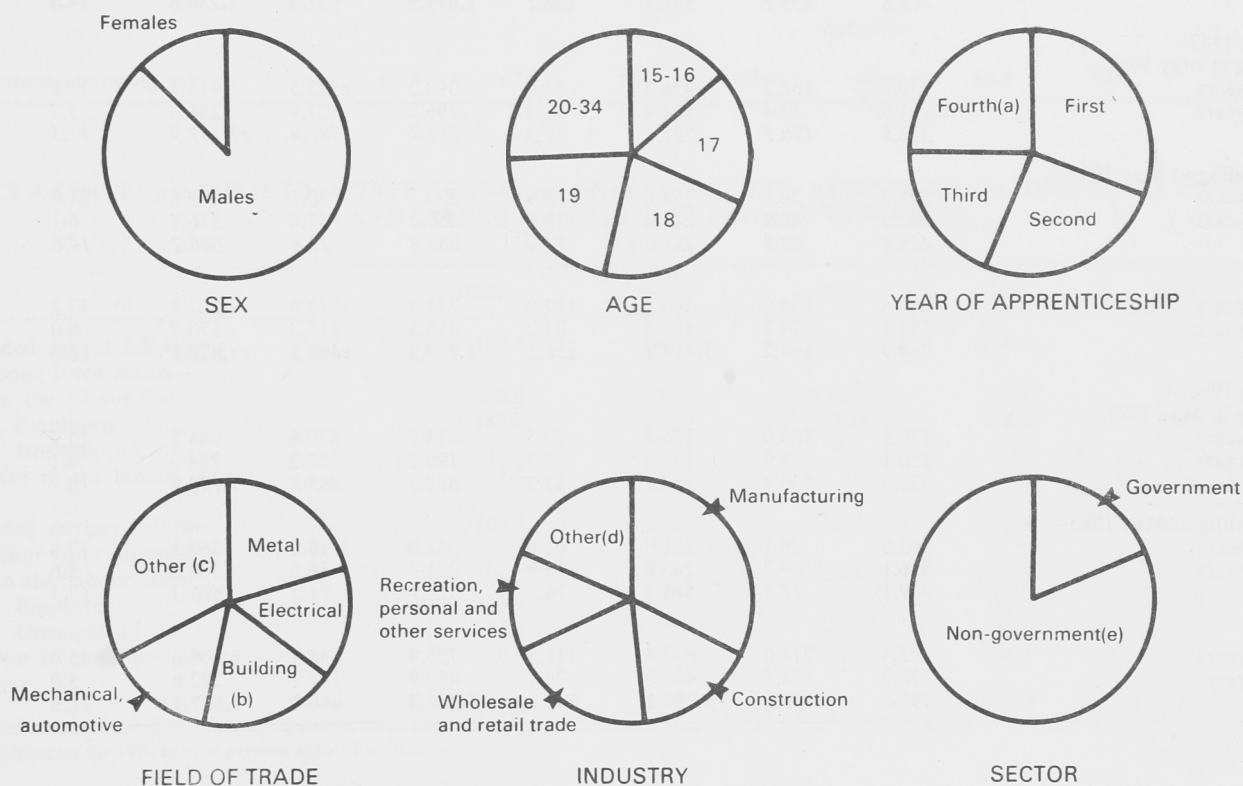 Females
Males
SEX
15-16
17
18
19
20-34
AGE
First
Second
Third
Fourth(a)
YEAR OF APPRENTICESHIP
Metal
Electrical
Building
(b)
Mechanical,
automotive
Other (c)
FIELD OF TRADE
Manufacturing
Construction
Wholesale
and retail trade
Recreation,
personal and
other services
Other(d)
INDUSTRY
Government
Non-government(e)
SECTOR